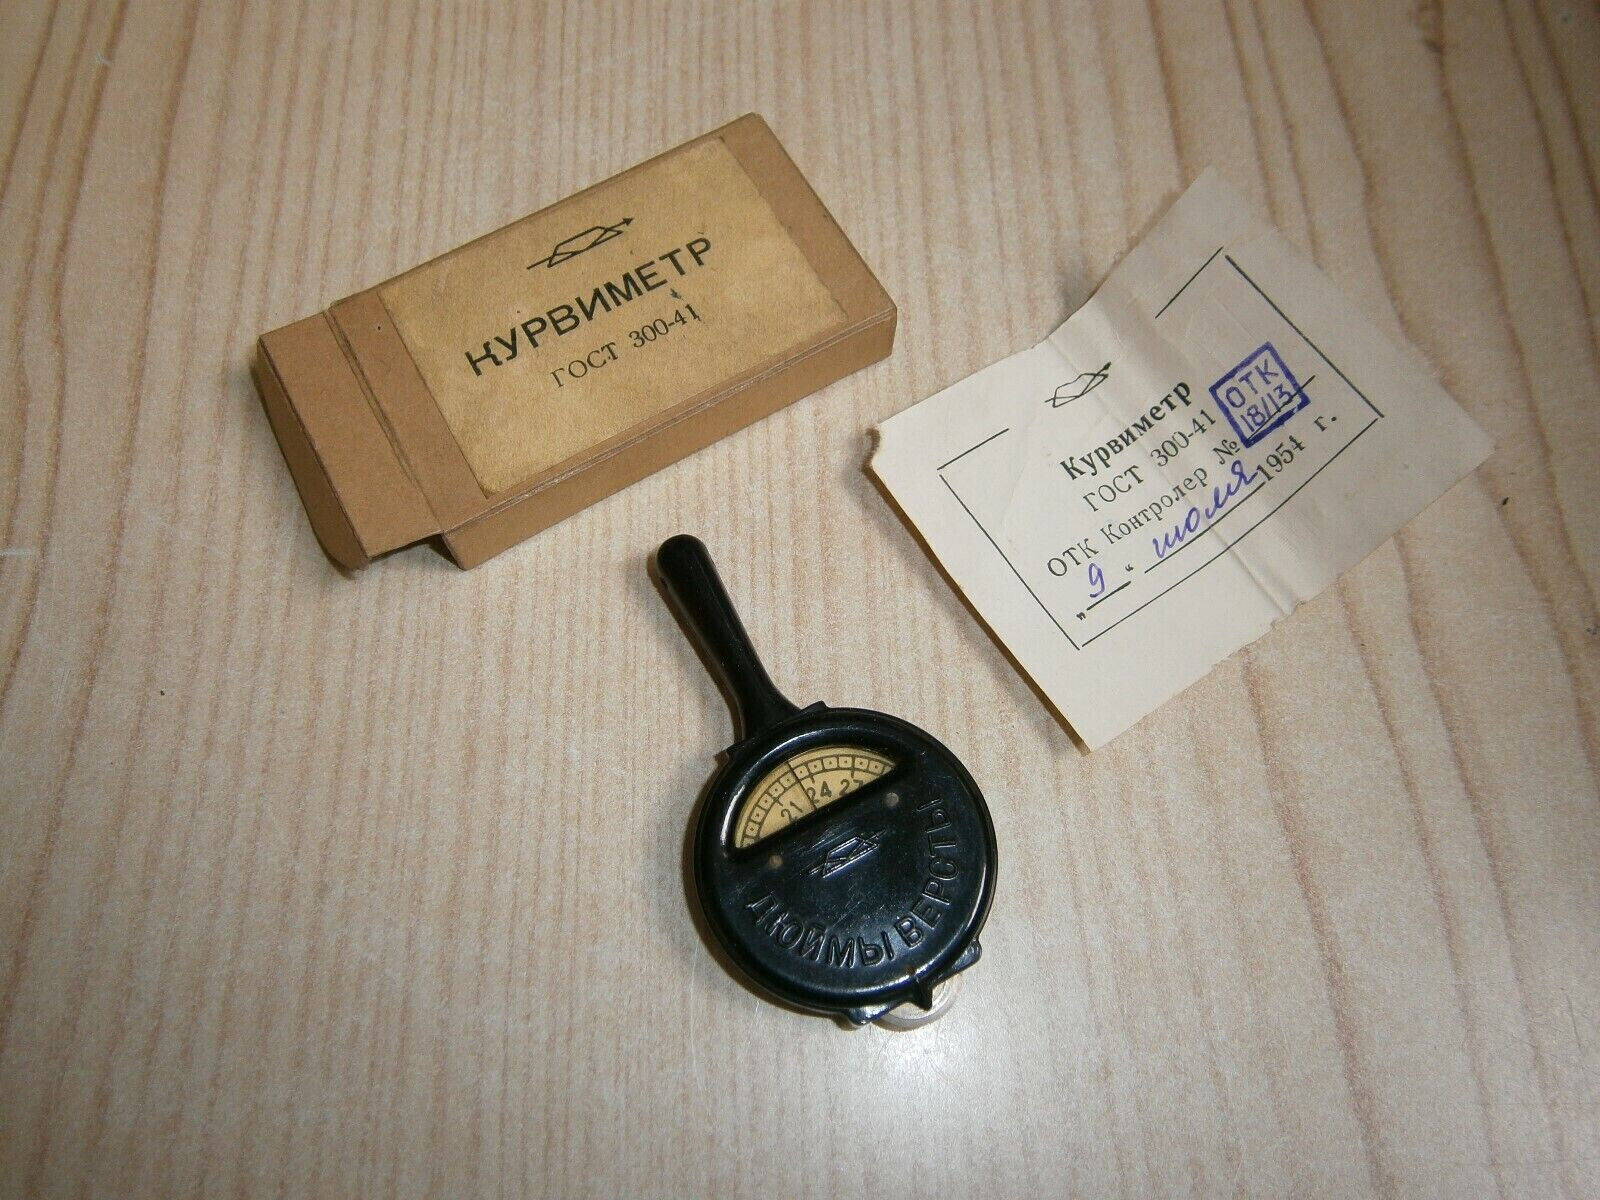 КУРВИМЕТР
ГОСТ 300-41
Курвиметр
ГОСТ 300-41
ОТК Контролер №
ОТК
18/13
„ 9 “ июля 1954 г.
21 24 27
ДЮЙМЫ ВЕРСТЫ